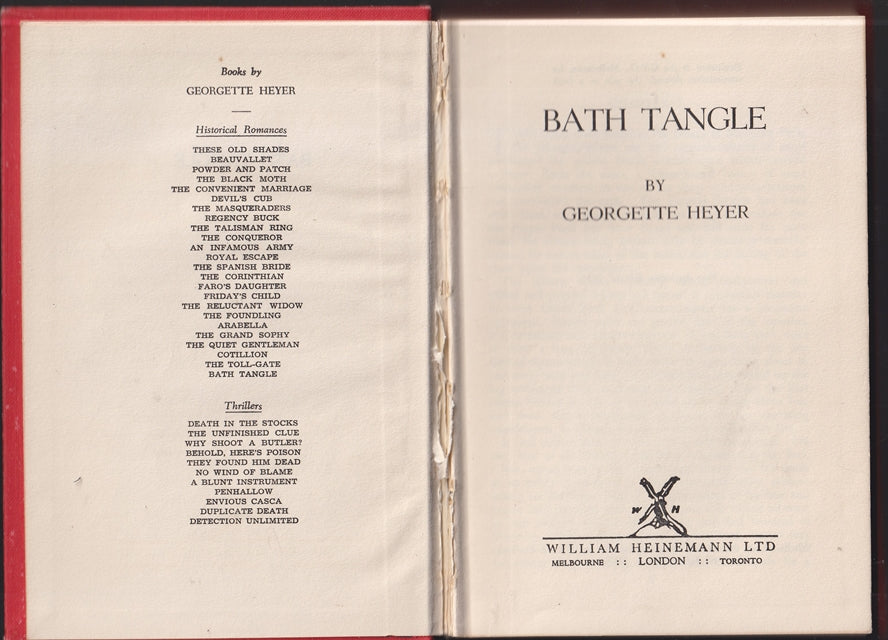 Books by
GEORGETTE HEYER
Historical Romances
THESE OLD SHADES
BEAUVALLET
POWDER AND PATCH
THE BLACK MOTH
THE CONVENIENT MARRIAGE
DEVIL'S CUB
THE MASQUERADERS
REGENCY BUCK
THE TALISMAN RING
THE CONQUEROR
AN INFAMOUS ARMY
ROYAL ESCAPE
THE SPANISH BRIDE
THE CORINTHIAN
FARO'S DAUGHTER
FRIDAY'S CHILD
THE RELUCTANT WIDOW
THE FOUNDLING
ARABELLA
THE GRAND SOPHY
THE QUIET GENTLEMAN
COTILLION
THE TOLL-GATE
BATH TANGLE
Thrillers
DEATH IN THE STOCKS
THE UNFINISHED CLUE
WHY SHOOT A BUTLER?
BEHOLD, HERE'S POISON
THEY FOUND HIM DEAD
NO WIND OF BLAME
A BLUNT INSTRUMENT
PENHALLOW
ENVIOUS CASCA
DUPLICATE DEATH
DETECTION UNLIMITED
BATH TANGLE
BY
GEORGETTE HEYER
W H
WILLIAM HEINEMANN LTD
MELBOURNE :: LONDON :: TORONTO